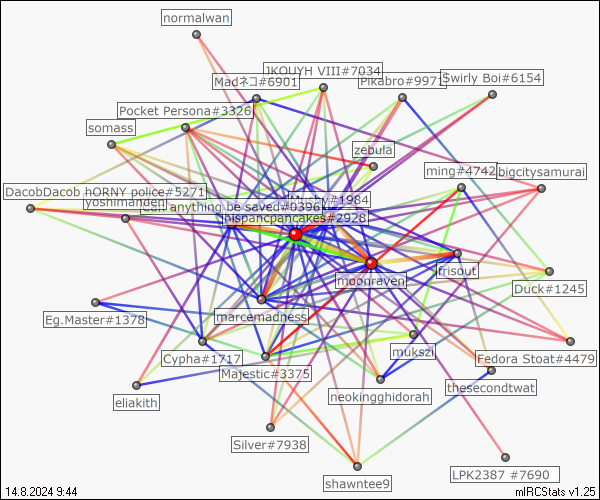 normalwan
JKOUYH VIII#7034
Madネコ#6901
Pikabro#9971
Swirly Boi#6154
Pocket Persona#3326
somass
zebula
ming#4742
bigcitysamurai
DacobDacob hORNY police#5271
yoshimanden
Mushy#1984
can anything be saved#0396
hispancpancakes#2928
moonraven
frisout
Duck#1245
marcemadness
Eg.Master#1378
mukszi
Cypha#1717
Fedora Stoat#4479
Majestic#3375
thesecondtwat
neokingghidorah
eliakith
Silver#7938
LPK2387 #7690
shawntee9
14.8.2024 9:44
mIRCStats v1.25